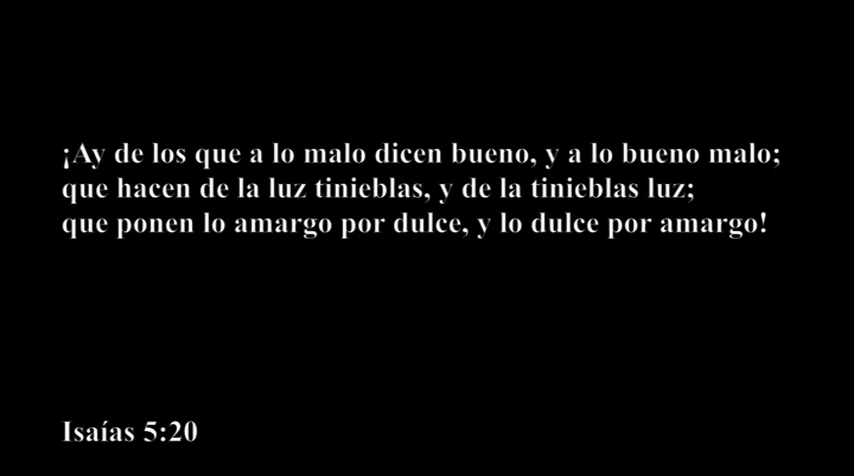 ¡Ay de los que a lo malo dicen bueno, y a lo bueno malo;
que hacen de la luz tinieblas, y de la tinieblas luz;
que ponen lo amargo por dulce, y lo dulce por amargo!
Isaías 5:20